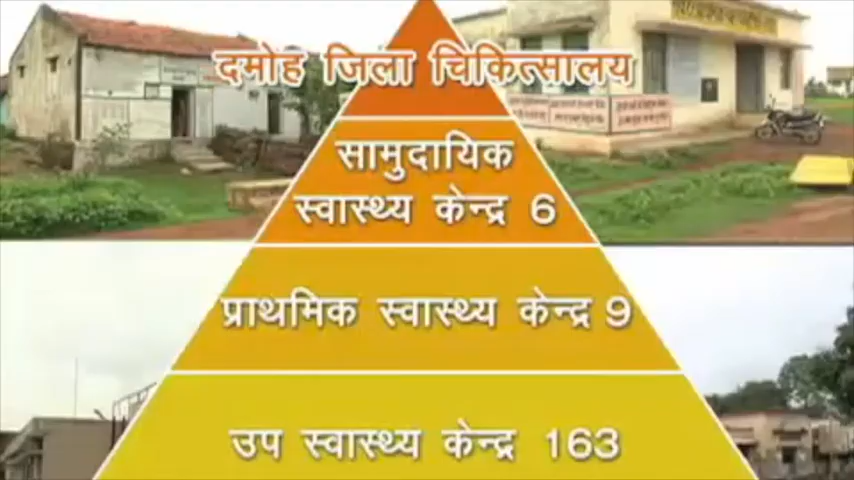 दमोह जिला चिकित्सालय
सामुदायिक
स्वास्थ्य केन्द्र 6
प्राथमिक स्वास्थ्य केन्द्र 9
उप स्वास्थ्य केन्द्र 163